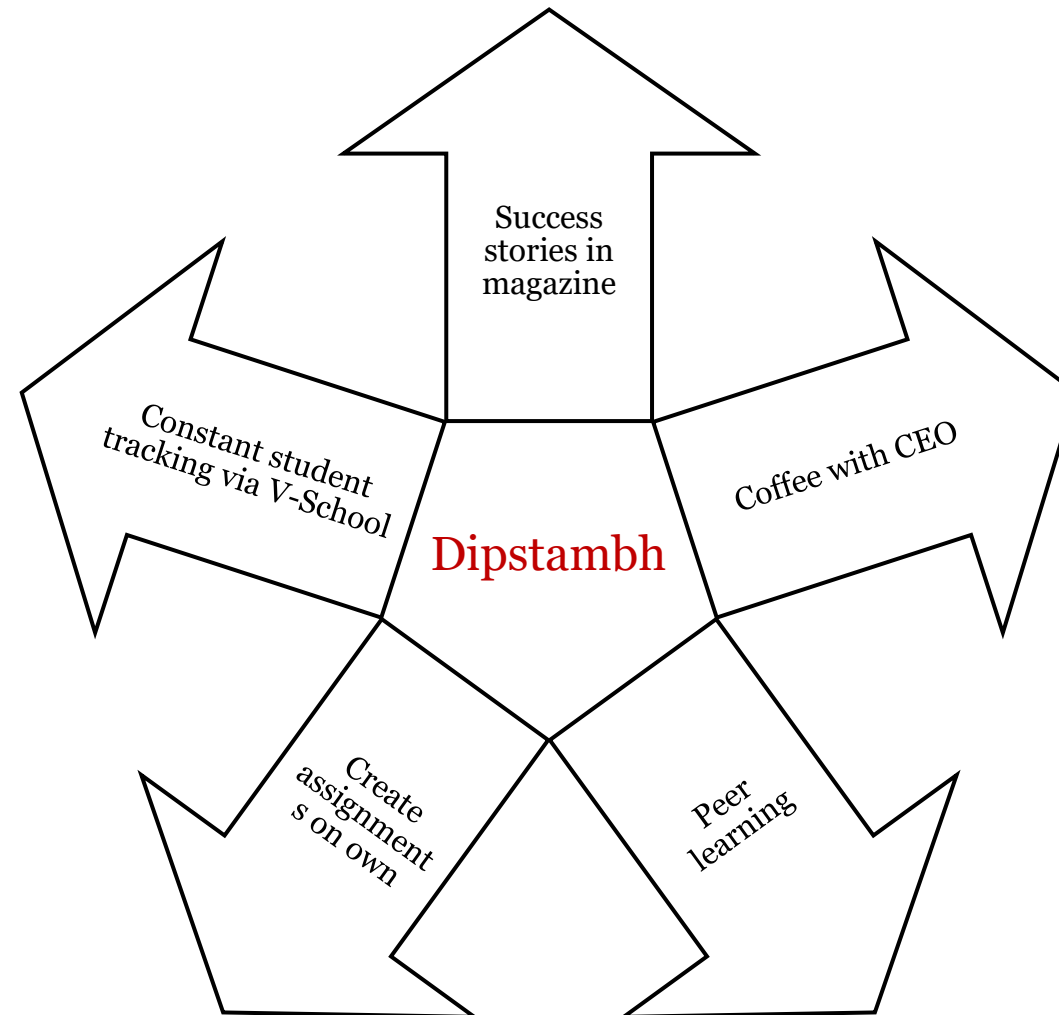 Success
stories in
magazine
Constant student
tracking via V-School
Coffee with CEO
Dipstambh
Create
assignment
s on own
Peer
learning